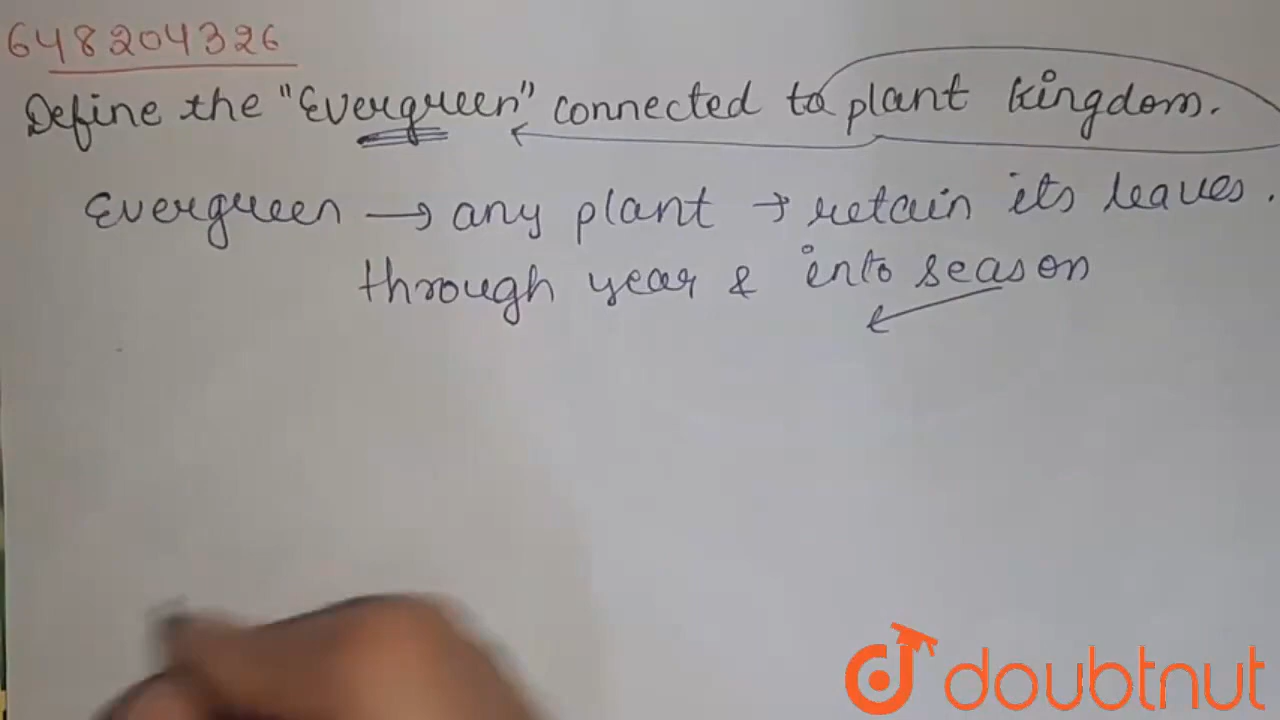 648204326
Define the "Evergreen" connected to plant kingdom.
Evergreen → any plant → retain its leaves.
through year & into season
doubtnut